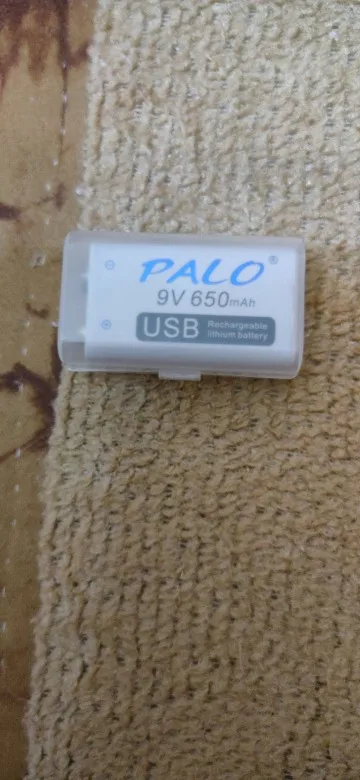 PALO®
9V 650mAh
USB Rechargeable
lithium battery